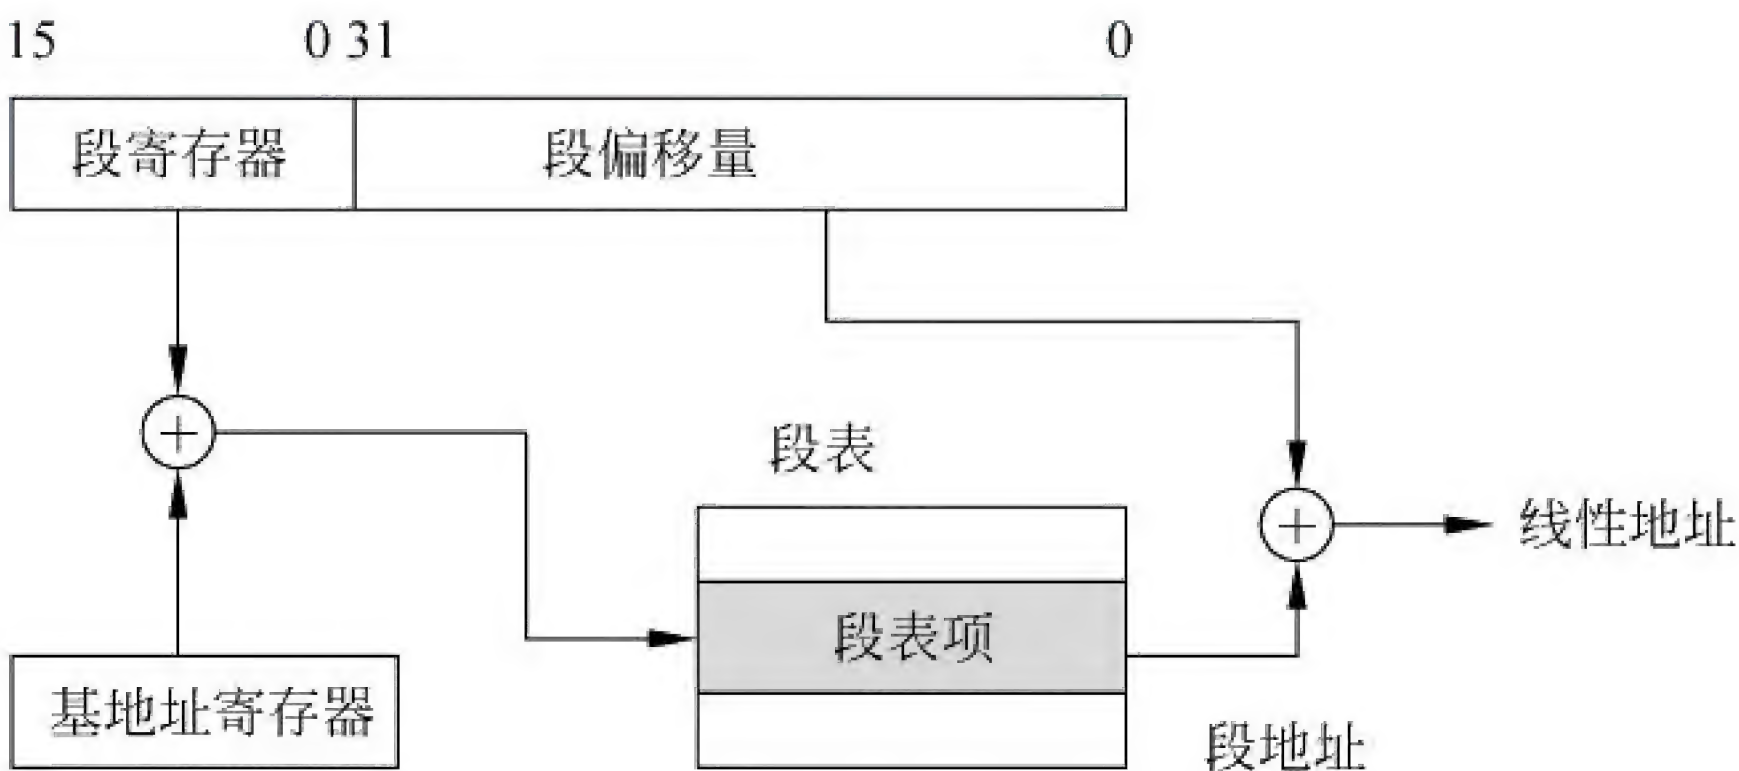 15 0 31 0
段寄存器 段偏移量
+
段表
+ 线性地址
段表项
基地址寄存器
段地址